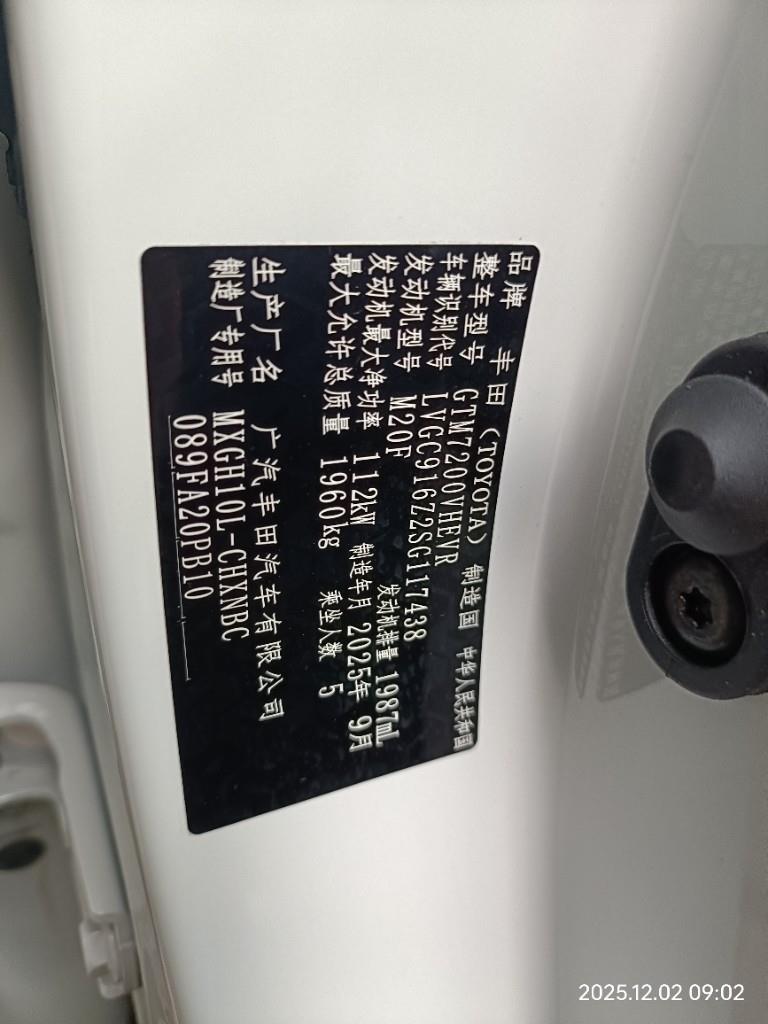 品牌 丰田（TOYOTA） 制造国 中华人民共和国
整车型号 GTM7200VHEVR
车辆识别代号 LVGC916Z2SG117438
发动机型号 M20F 发动机排量 1987mL
发动机最大净功率 112kW 制造年月 2025年 9月
最大允许总质量 1960kg 乘坐人数 5
生产厂名 广汽丰田汽车有限公司
制造厂专用号 MXGH10L-CHXNBC
089FA20PB10
2025.12.02 09:02